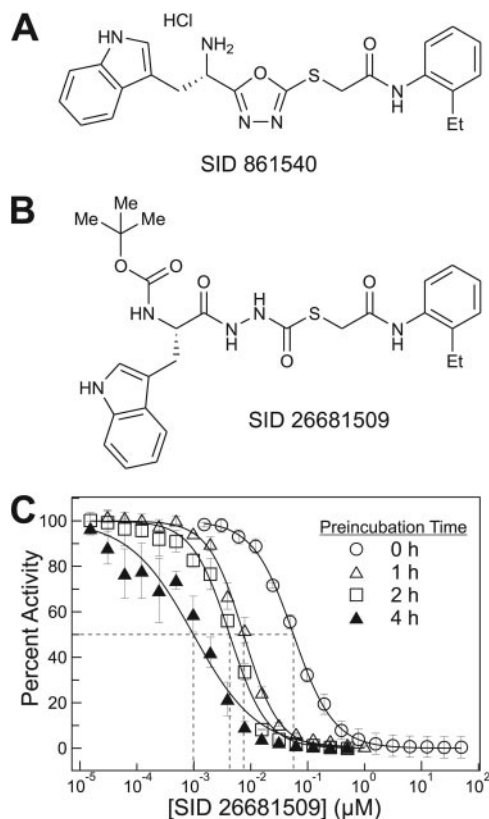 A
HCl
HN
NH₂
O
S
O
N
H
N
N
Et
SID 861540
B
Me
Me
Me
O
O
HN
O
H
N
N
H
S
O
O
N
H
Et
HN
SID 26681509
C
Preincubation Time
0 h
1 h
2 h
4 h
Percent Activity
100
80
60
40
20
0
10⁻⁵ 10⁻⁴ 10⁻³ 10⁻² 10⁻¹ 10⁰ 10¹ 10²
[SID 26681509] (µM)